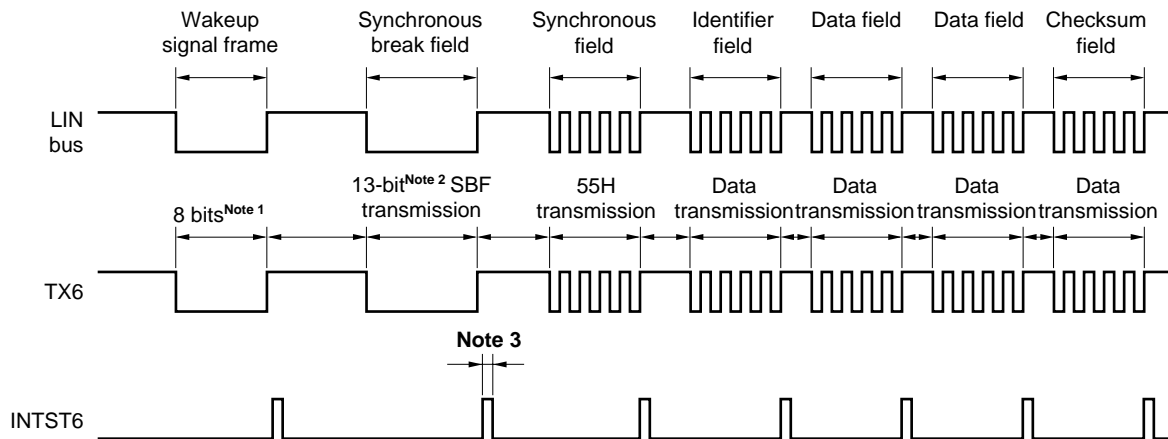 Wakeup
signal frame
Synchronous
break field
Synchronous
field
Identifier
field
Data field
Data field
Checksum
field
LIN
bus
8 bitsNote 1
13-bitNote 2 SBF
transmission
55H
transmission
Data
transmission
Data
transmission
Data
transmission
Data
transmission
TX6
Note 3
INTST6